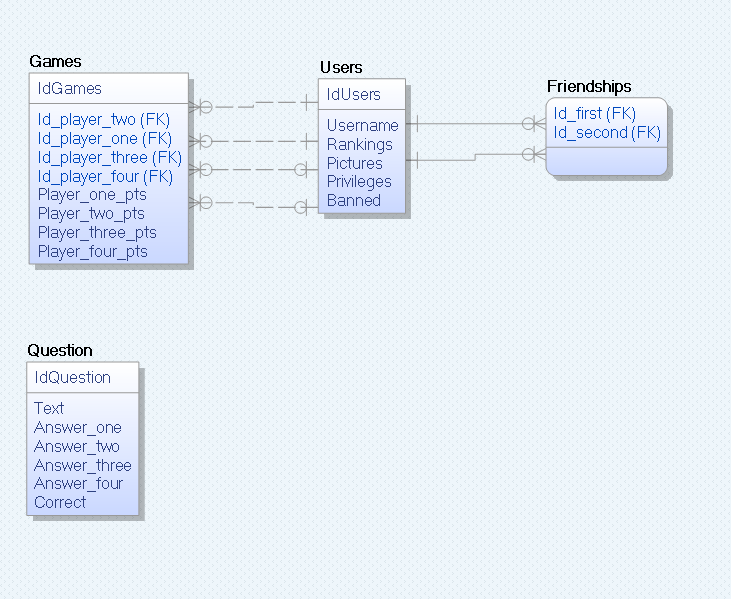 Games
IdGames
Id_player_two (FK)
Id_player_one (FK)
Id_player_three (FK)
Id_player_four (FK)
Player_one_pts
Player_two_pts
Player_three_pts
Player_four_pts
Users
IdUsers
Username
Rankings
Pictures
Privileges
Banned
Friendships
Id_first (FK)
Id_second (FK)
Question
IdQuestion
Text
Answer_one
Answer_two
Answer_three
Answer_four
Correct